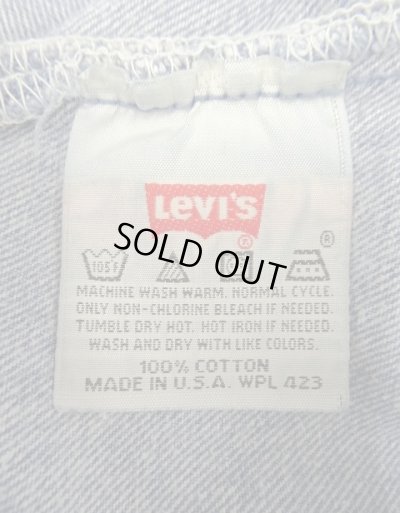 Levi's
®
105°
SOLD OUT
MACHINE WASH WARM. NORMAL CYCLE.
ONLY NON-CHLORINE BLEACH IF NEEDED.
TUMBLE DRY HOT. HOT IRON IF NEEDED.
WASH AND DRY WITH LIKE COLORS.
100% COTTON
MADE IN U.S.A. WPL 423